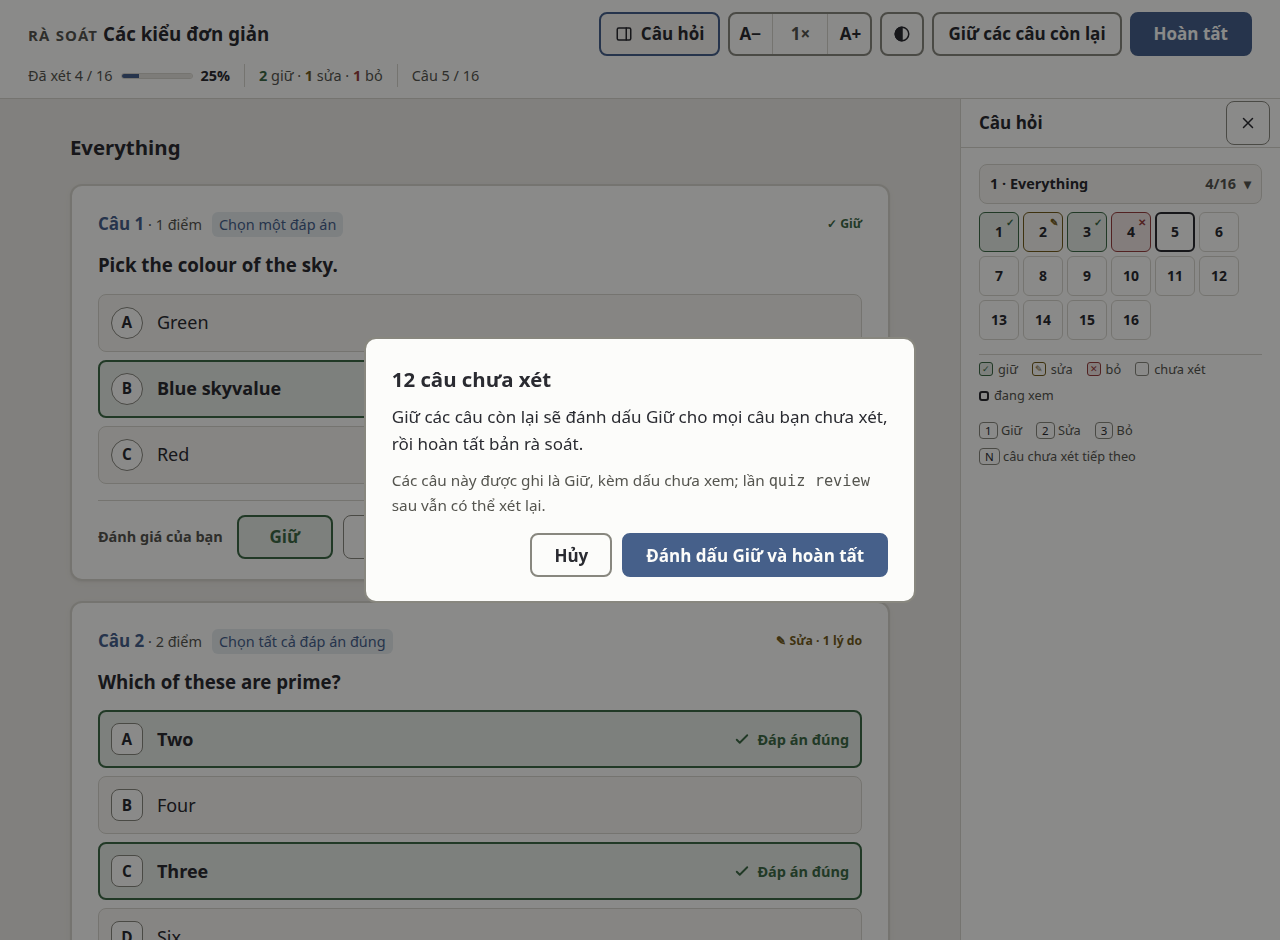 RÀ SOÁT Các kiểu đơn giản
Câu hỏi
A− 1× A+
Giữ các câu còn lại
Hoàn tất
Đã xét 4 / 16 25% 2 giữ · 1 sửa · 1 bỏ Câu 5 / 16
Everything
Câu 1 · 1 điểm Chọn một đáp án ✓ Giữ
Pick the colour of the sky.
A Green
B Blue skyvalue
C Red
Đánh giá của bạn Giữ
Câu 2 · 2 điểm Chọn tất cả đáp án đúng ✎ Sửa · 1 lý do
Which of these are prime?
A Two ✓ Đáp án đúng
B Four
C Three ✓ Đáp án đúng
D Six
12 câu chưa xét
Giữ các câu còn lại sẽ đánh dấu Giữ cho mọi câu bạn chưa xét,
rồi hoàn tất bản rà soát.
Các câu này được ghi là Giữ, kèm dấu chưa xem; lần quiz review
sau vẫn có thể xét lại.
Hủy Đánh dấu Giữ và hoàn tất
Câu hỏi ×
1 · Everything 4/16 ▾
1 ✓ 2 ✎ 3 ✓ 4 ✕ 5 6
7 8 9 10 11 12
13 14 15 16
✓ giữ ✎ sửa ✕ bỏ chưa xét
đang xem
1 Giữ 2 Sửa 3 Bỏ
N câu chưa xét tiếp theo